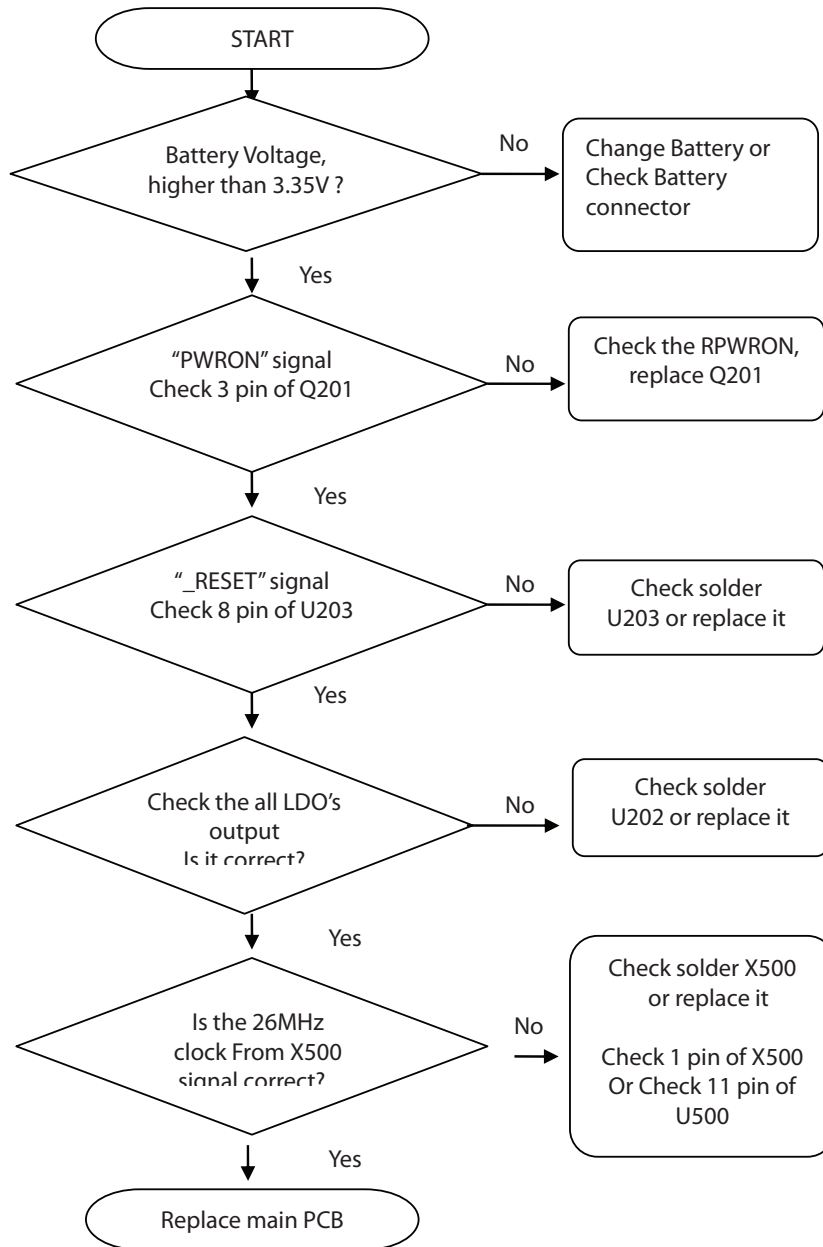 START
Battery Voltage,
higher than 3.35V ?
No
Change Battery or
Check Battery
connector
Yes
“PWRON” signal
Check 3 pin of Q201
No
Check the RPWRON,
replace Q201
Yes
“_RESET” signal
Check 8 pin of U203
No
Check solder
U203 or replace it
Yes
Check the all LDO’s
output
Is it correct?
No
Check solder
U202 or replace it
Yes
Is the 26MHz
clock From X500
signal correct?
No
Check solder X500
or replace it
Check 1 pin of X500
Or Check 11 pin of
U500
Yes
Replace main PCB